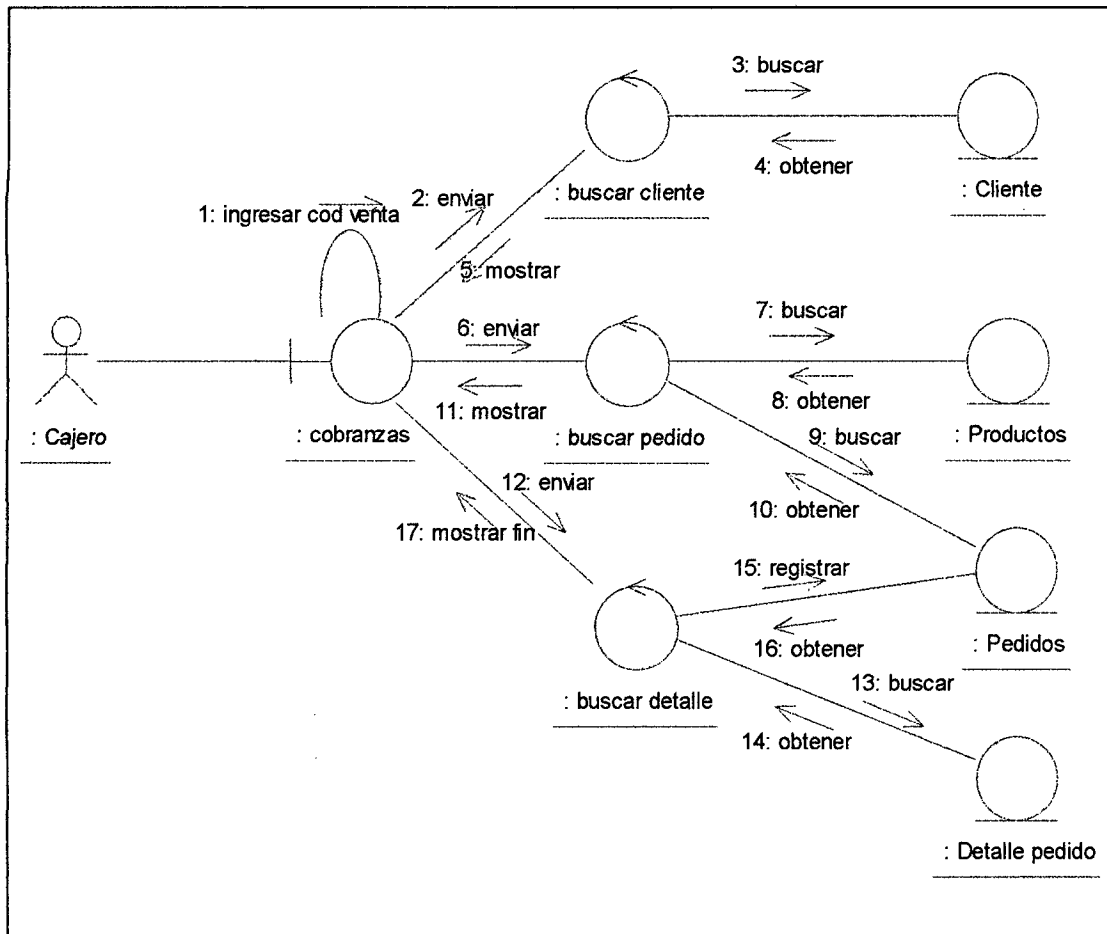 3: buscar
4: obtener
: buscar cliente
: Cliente
2: enviar
1: ingresar cod venta
5: mostrar
7: buscar
6: enviar
8: obtener
11: mostrar
: Cajero
: cobranzas
: buscar pedido
9: buscar
: Productos
12: enviar
10: obtener
17: mostrar fin
15: registrar
16: obtener
: Pedidos
13: buscar
: buscar detalle
14: obtener
: Detalle pedido